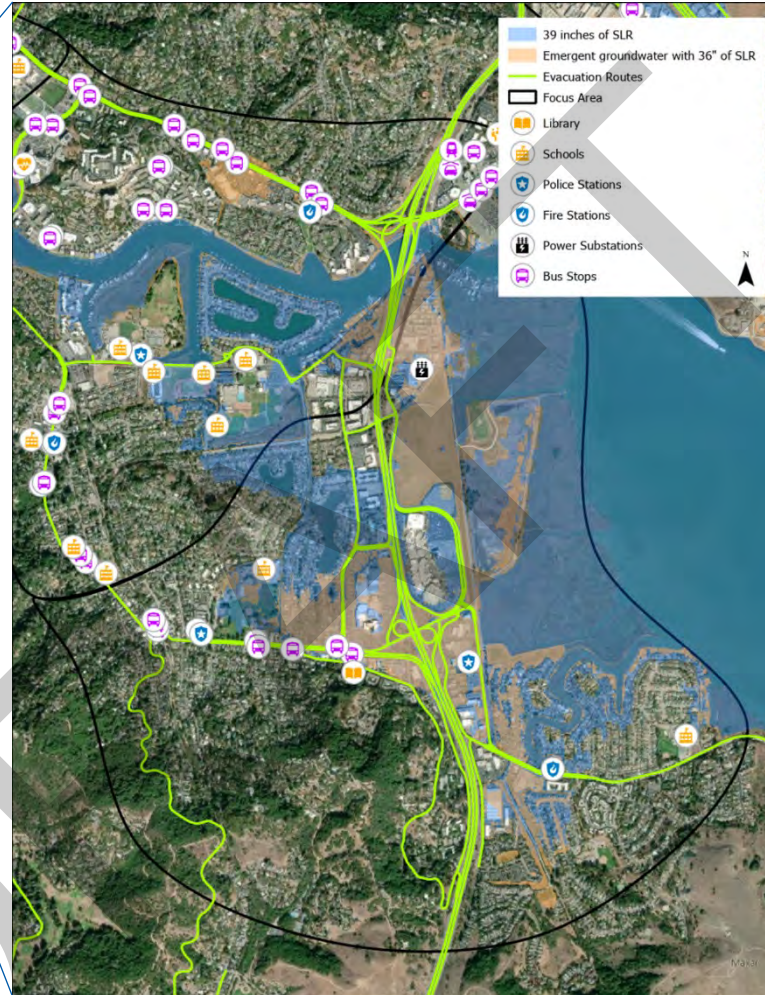 39 inches of SLR
Emergent groundwater with 36" of SLR
Evacuation Routes
Focus Area
Library
Schools
Police Stations
Fire Stations
Power Substations
Bus Stops
N